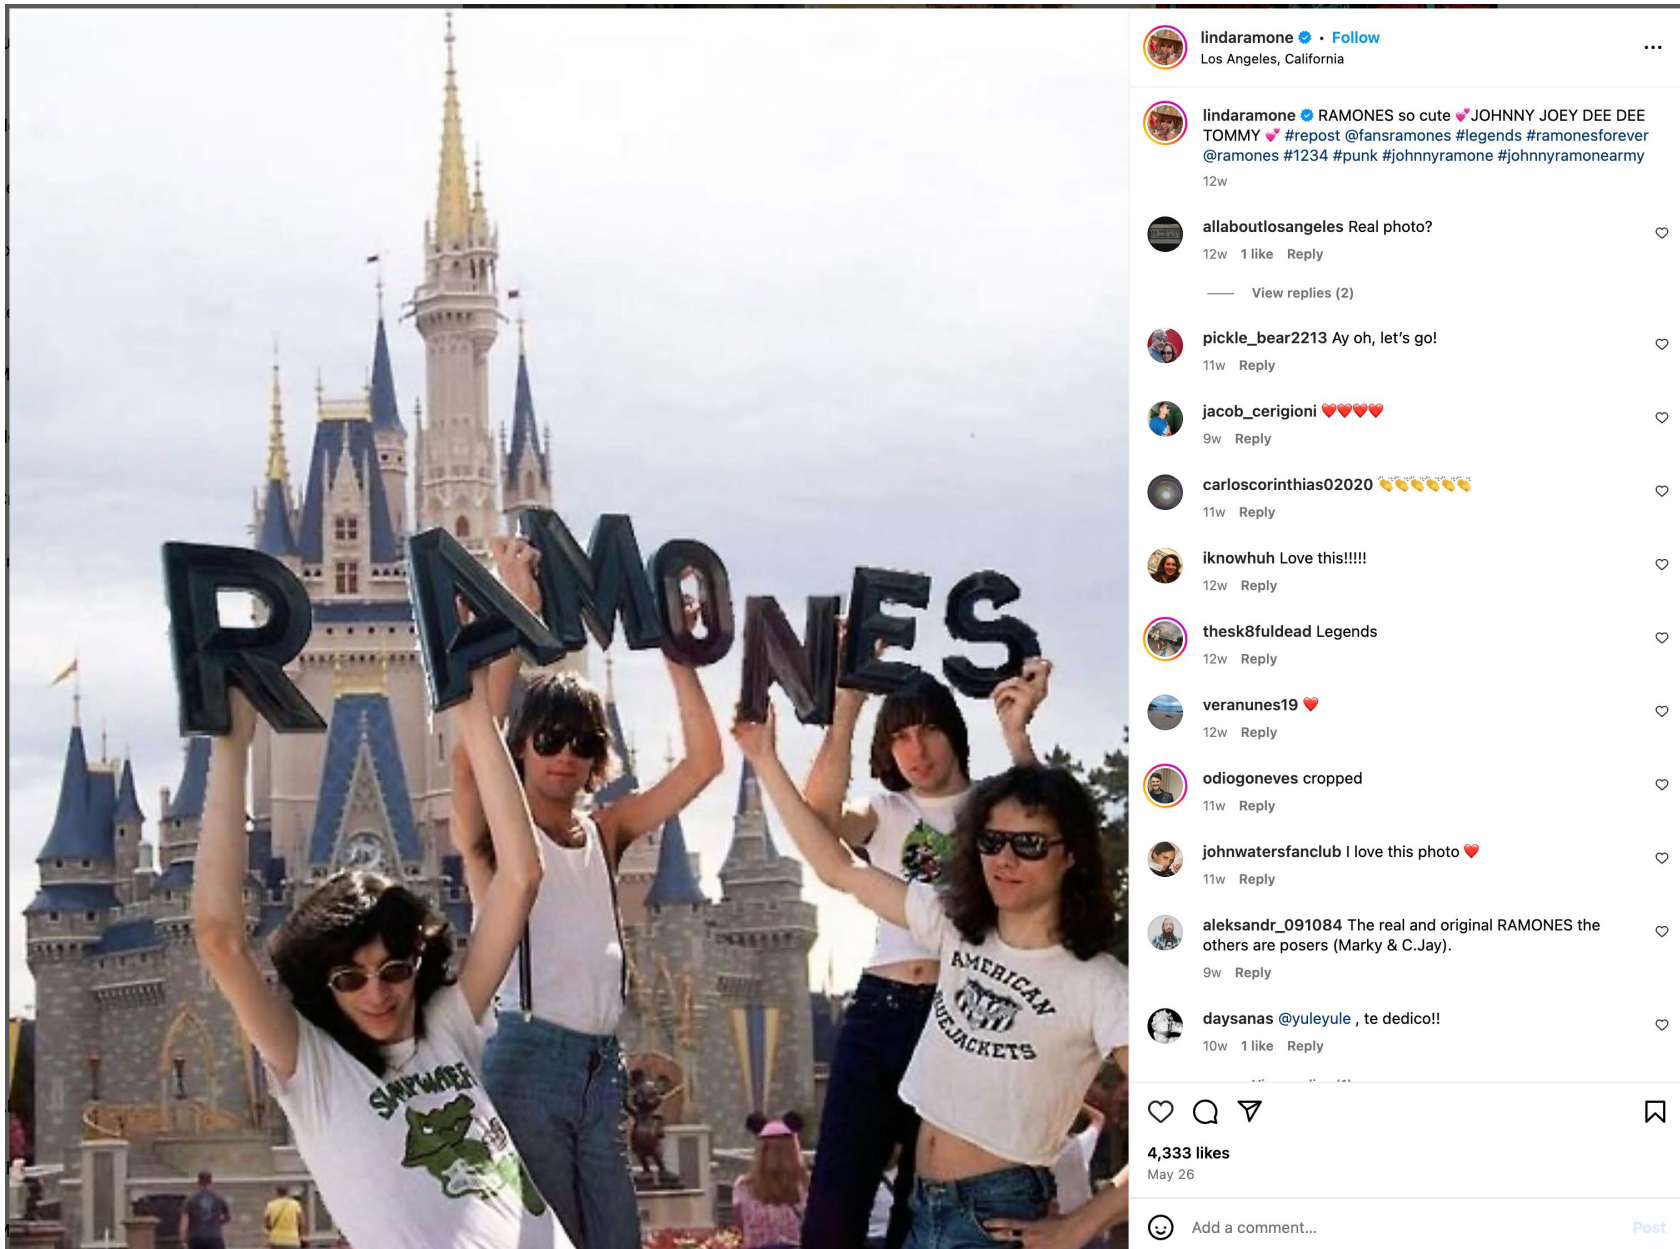 RAMONES
AMERICAN
BLUEJACKETS
lindaramone • Follow
Los Angeles, California
lindaramone RAMONES so cute 💕JOHNNY JOEY DEE DEE
TOMMY 💕 #repost @fansramones #legends #ramonesforever
@ramones #1234 #punk #johnnyramone #johnnyramonearmy
12w
allaboutlosangeles Real photo?
12w 1 like Reply
View replies (2)
pickle_bear2213 Ay oh, let's go!
11w Reply
jacob_cerigioni ❤️❤️❤️❤️
9w Reply
carloscorinthias02020 👏👏👏👏👏👏
11w Reply
iknowhuh Love this!!!!!
12w Reply
thesk8fuldead Legends
12w Reply
veranunes19 ❤️
12w Reply
odiogoneves cropped
11w Reply
johnwatersfanclub I love this photo ❤️
11w Reply
aleksandr_091084 The real and original RAMONES the
others are posers (Marky & C.Jay).
9w Reply
daysanas @yuleyule , te dedico!!
10w 1 like Reply
4,333 likes
May 26
Add a comment...
Post